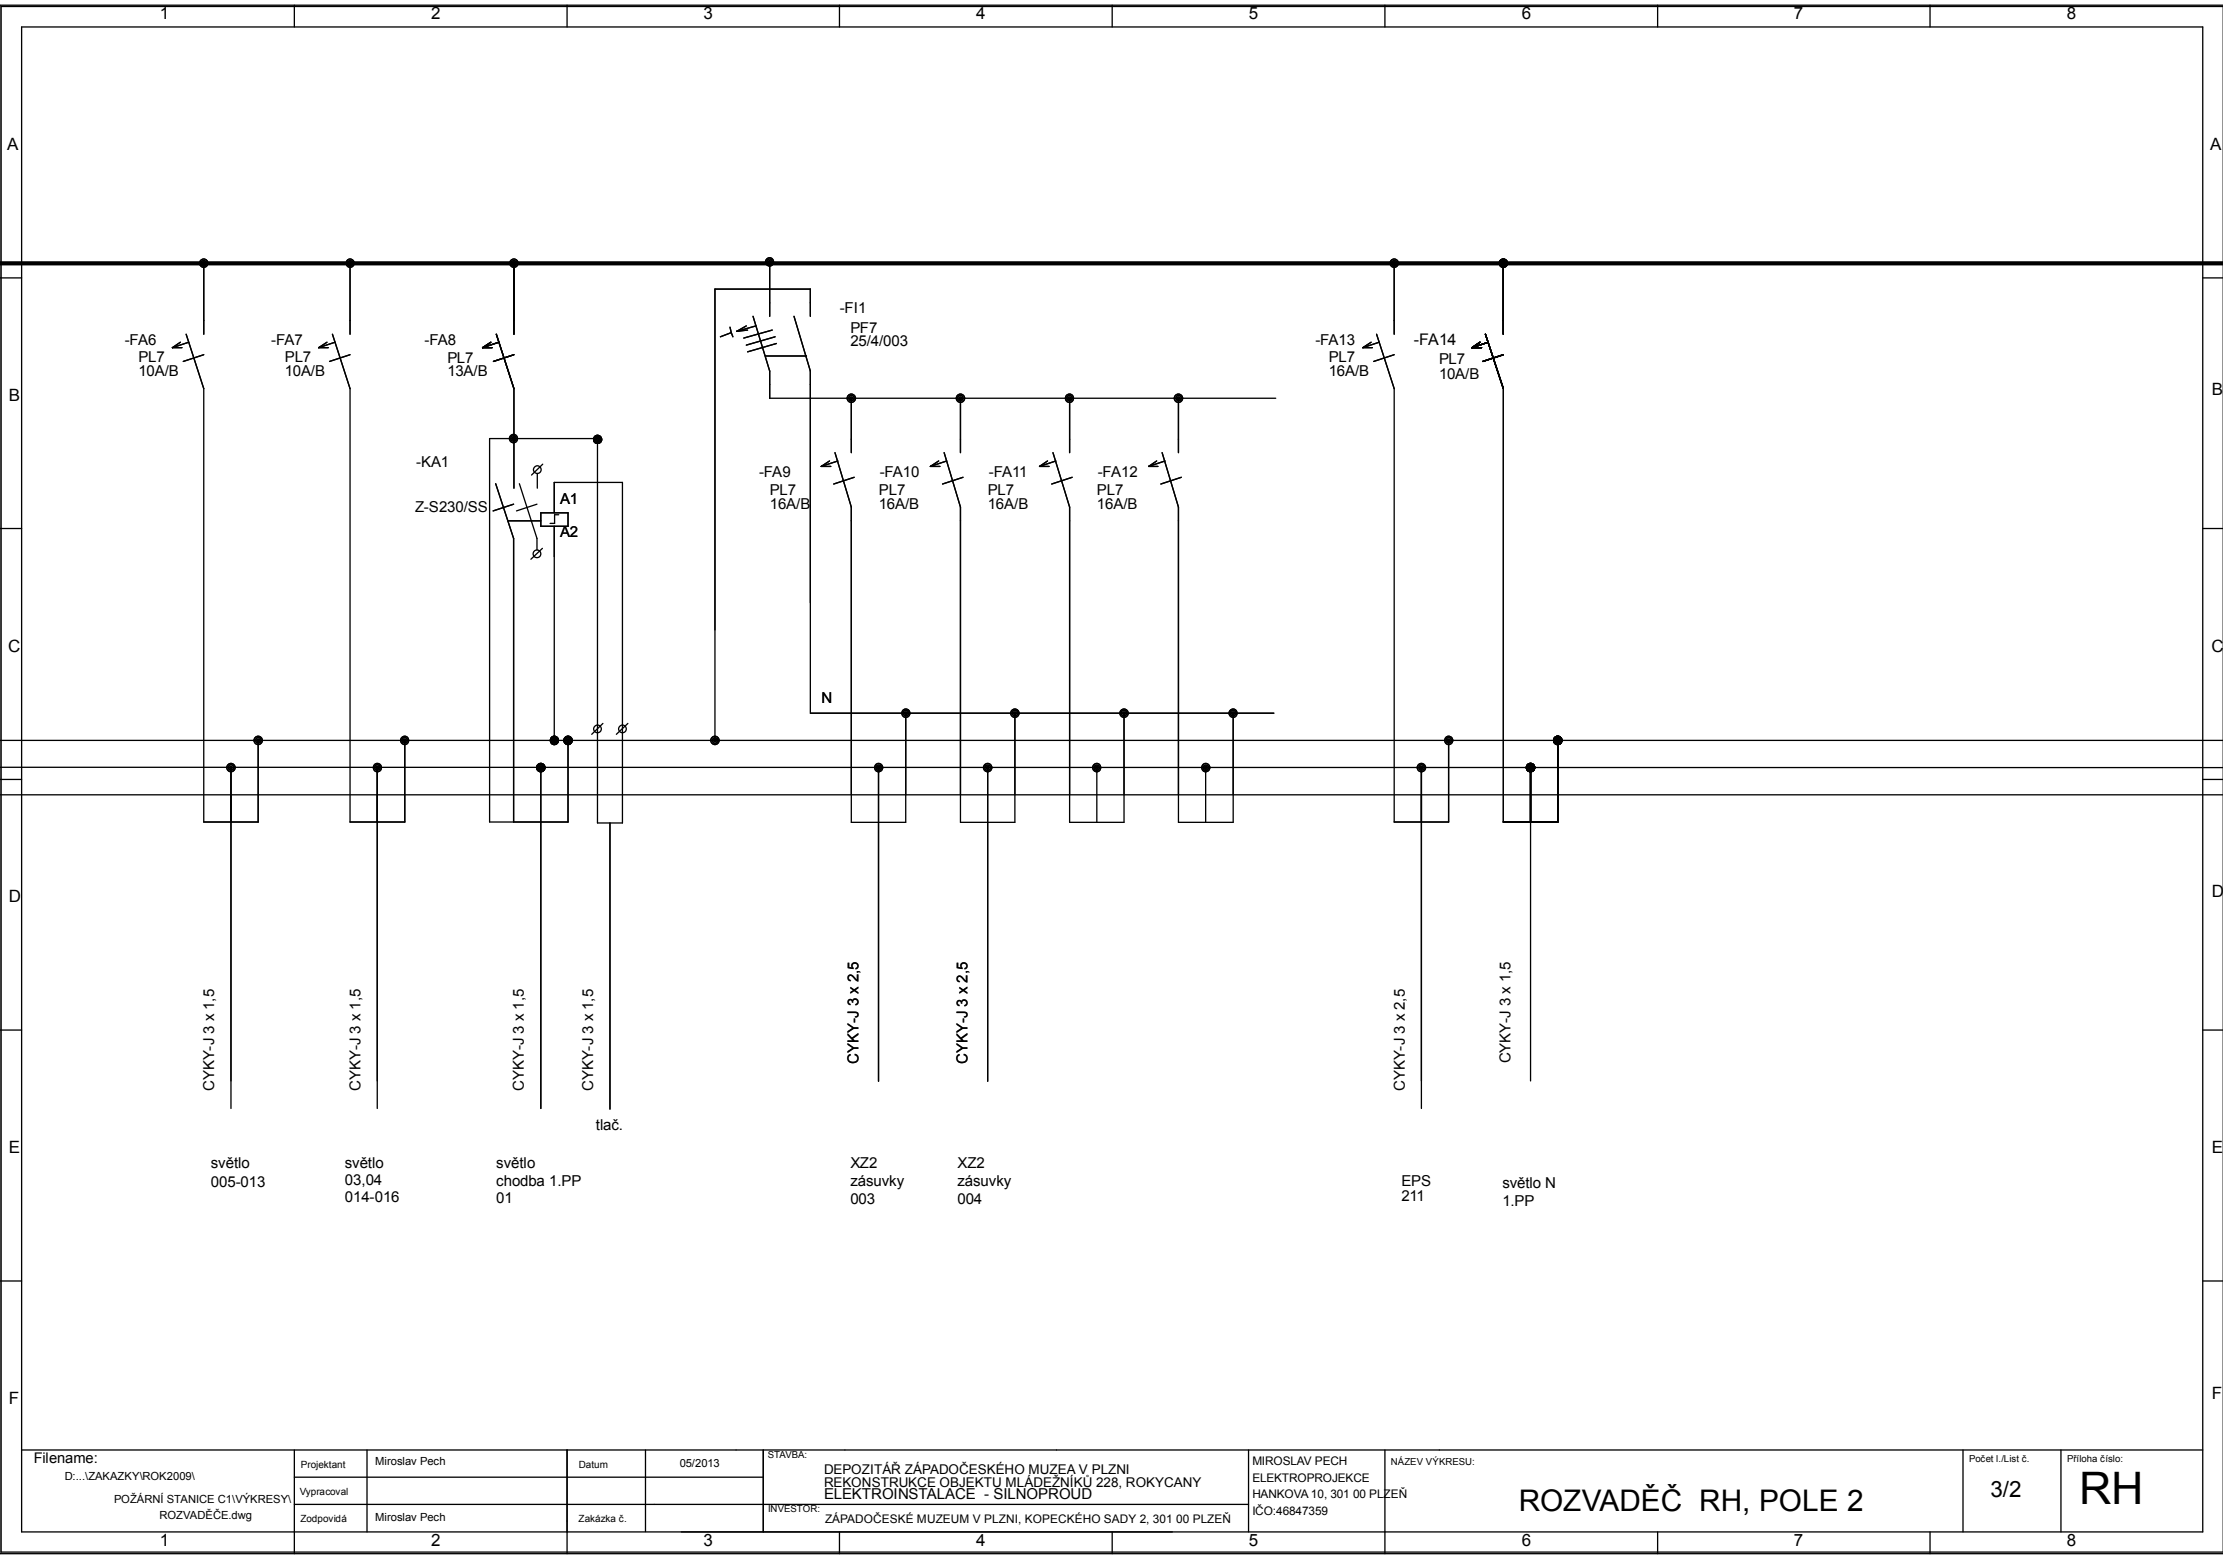 1 2 3 4 5 6 7 8
A A
-FA6
PL7
10A/B
-FA7
PL7
10A/B
-FA8
PL7
13A/B
-FI1
PF7
25/4/003
-FA13
PL7
16A/B
-FA14
PL7
10A/B
B B
-KA1
Z-S230/SS
A1
A2
-FA9
PL7
16A/B
-FA10
PL7
16A/B
-FA11
PL7
16A/B
-FA12
PL7
16A/B
C C
N
D D
CYKY-J 3 x 1,5
CYKY-J 3 x 1,5
CYKY-J 3 x 1,5
CYKY-J 3 x 1,5
CYKY-J 3 x 2,5
CYKY-J 3 x 2,5
CYKY-J 3 x 2,5
CYKY-J 3 x 1,5
tlač.
E E
světlo
005-013
světlo
03,04
014-016
světlo
chodba 1.PP
01
XZ2
zásuvky
003
XZ2
zásuvky
004
EPS
211
světlo N
1.PP
F F
Filename:
D:...\ZAKAZKY\ROK2009\
POŽÁRNÍ STANICE C1\VÝKRESY\
ROZVADĚČE.dwg
Projektant Miroslav Pech
Vypracoval
Zodpovídá Miroslav Pech
Datum 05/2013
Zakázka č.
STAVBA:
DEPOZITÁŘ ZÁPADOČESKÉHO MUZEA V PLZNI
REKONSTRUKCE OBJEKTU MLÁDEŽNÍKŮ 228, ROKYCANY
ELEKTROINSTALACE - SILNOPROUD
INVESTOR:
ZÁPADOČESKÉ MUZEUM V PLZNI, KOPECKÉHO SADY 2, 301 00 PLZEŇ
MIROSLAV PECH
ELEKTROPROJEKCE
HANKOVA 10, 301 00 PLZEŇ
IČO:46847359
NÁZEV VÝKRESU:
ROZVADĚČ RH, POLE 2
Počet l./List č.
3/2
Příloha číslo:
RH
1 2 3 4 5 6 7 8